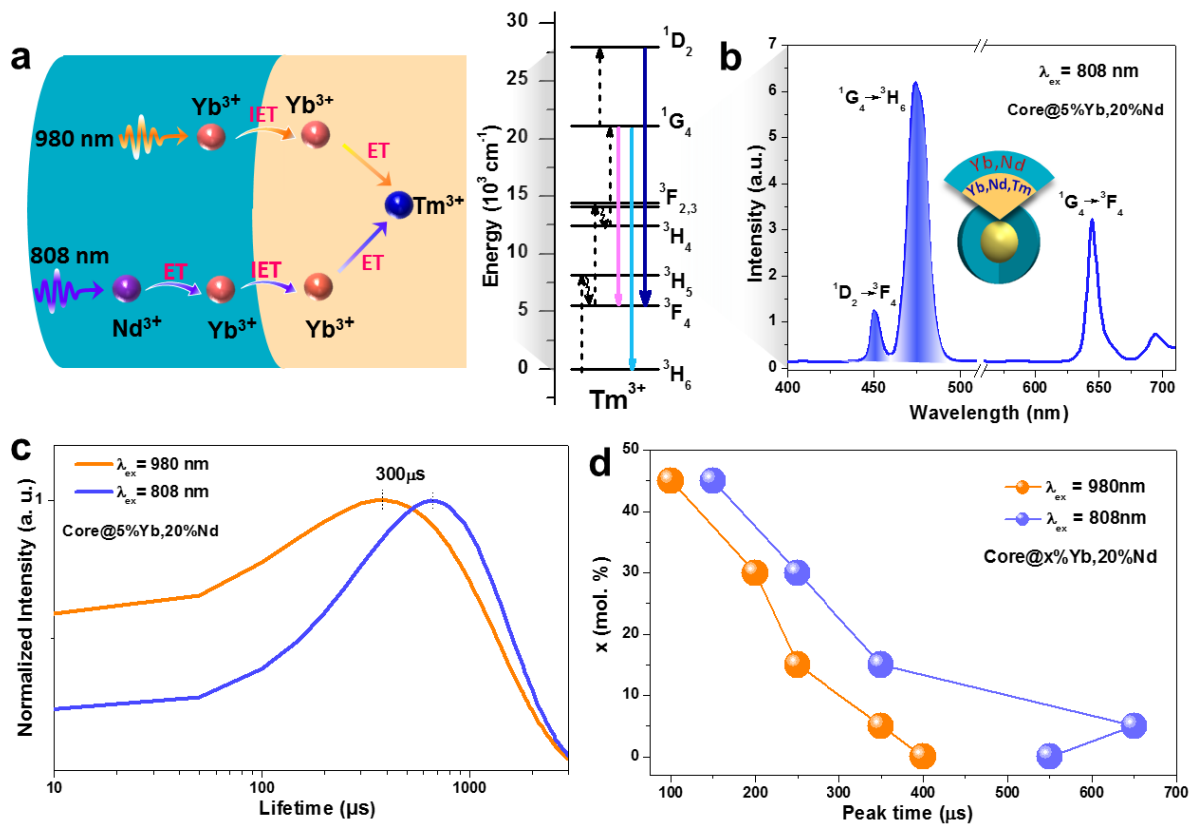 a
Yb³⁺
Yb³⁺
980 nm
IET
ET
Tm³⁺
808 nm
ET
IET
ET
Nd³⁺
Yb³⁺
Yb³⁺
Energy (10³ cm⁻¹)
30
25
20
15
10
5
0
¹D₂
¹G₄
³F₂,₃
³H₄
³H₅
³F₄
³H₆
Tm³⁺
b
Intensity (a.u.)
7
6
5
4
3
2
1
0
λex = 808 nm
Core@5%Yb,20%Nd
¹G₄→³H₆
¹D₂→³F₄
¹G₄→³F₄
Yb,Nd
Yb,Nd,Tm
400 450 500 600 650 700
Wavelength (nm)
c
Normalized Intensity (a. u.)
1
λex= 980 nm
λex= 808 nm
Core@5%Yb,20%Nd
300μs
10 100 1000
Lifetime (μs)
d
x (mol. %)
50
40
30
20
10
0
λex = 980nm
λex = 808nm
Core@x%Yb,20%Nd
100 200 300 400 500 600 700
Peak time (μs)